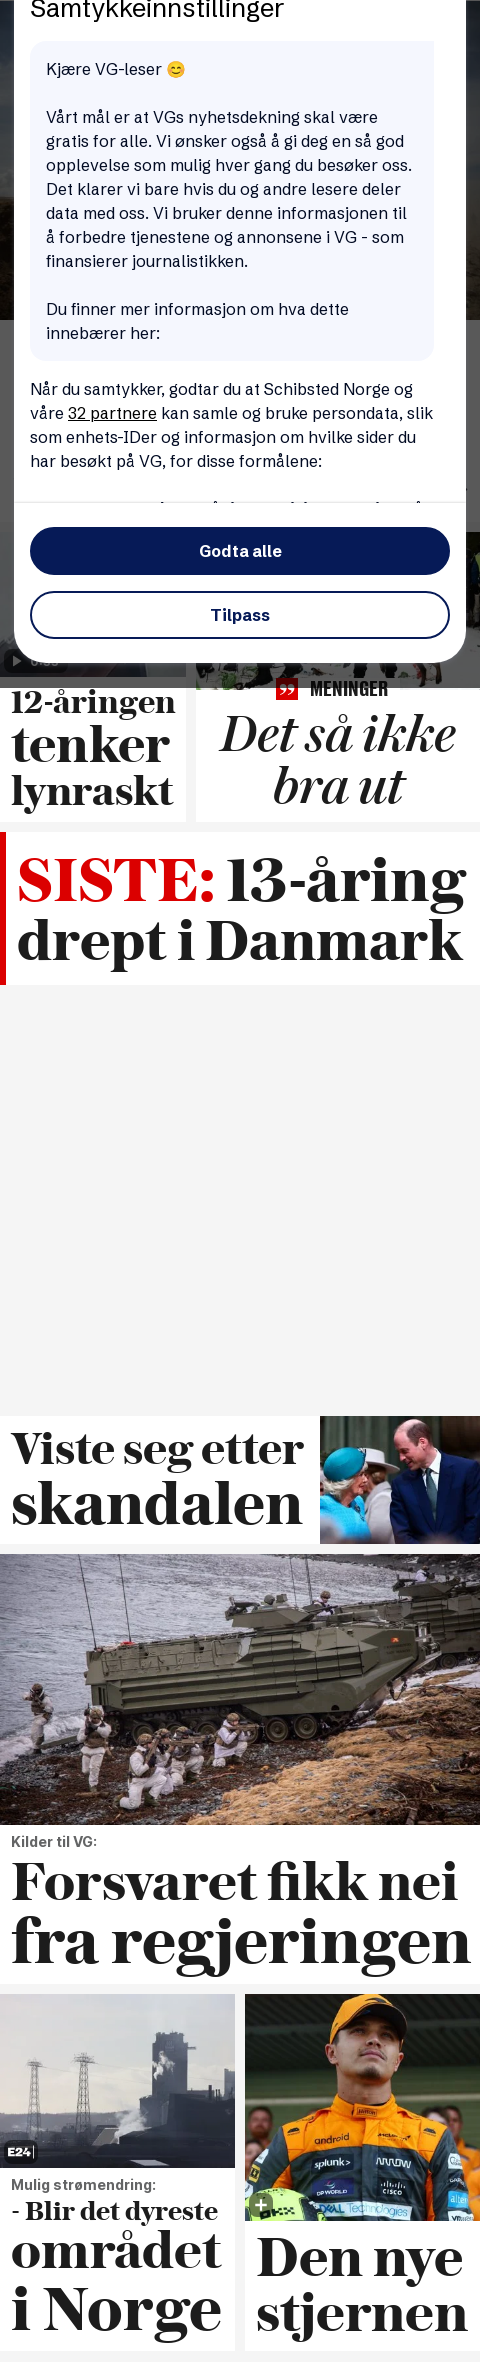 Samtykkeinnstillinger
Kjære VG-leser 😊
Vårt mål er at VGs nyhetsdekning skal være
gratis for alle. Vi ønsker også å gi deg en så god
opplevelse som mulig hver gang du besøker oss.
Det klarer vi bare hvis du og andre lesere deler
data med oss. Vi bruker denne informasjonen til
å forbedre tjenestene og annonsene i VG - som
finansierer journalistikken.
Du finner mer informasjon om hva dette
innebærer her:
Når du samtykker, godtar du at Schibsted Norge og
våre 32 partnere kan samle og bruke persondata, slik
som enhets-IDer og informasjon om hvilke sider du
har besøkt på VG, for disse formålene:
Godta alle
Tilpass
12-åringen
tenker
lynraskt
MENINGER
Det så ikke
bra ut
SISTE: 13-åring
drept i Danmark
Viste seg etter
skandalen
Kilder til VG:
Forsvaret fikk nei
fra regjeringen
E24
Mulig strømendring:
- Blir det dyreste
området
i Norge
android
splunk>
DP WORLD
CISCO
DELL Technologies
Den nye
stjernen